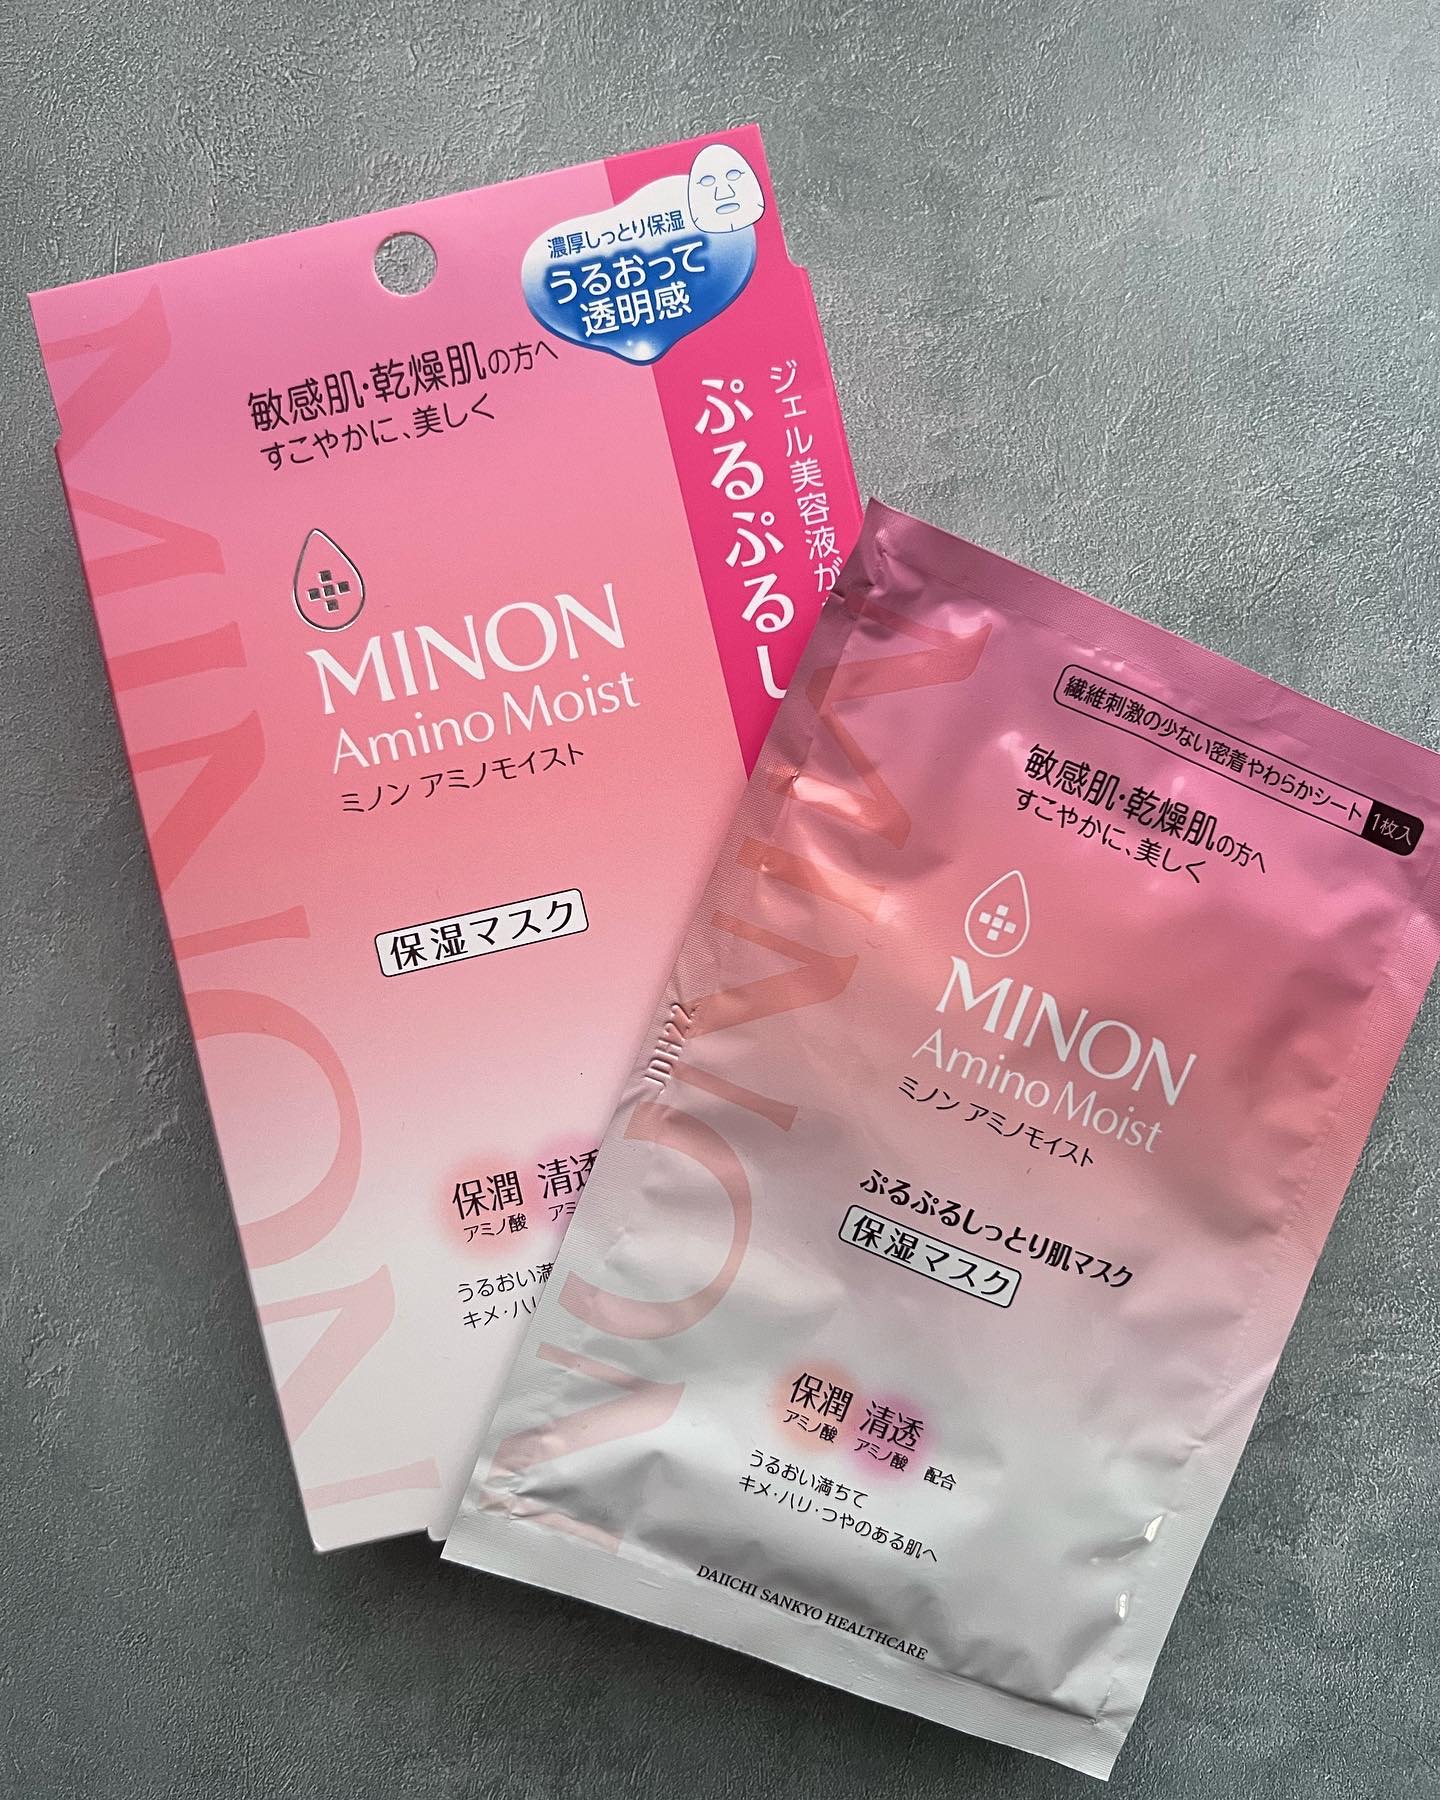 濃厚しっとり保湿
うるおって
透明感
敏感肌・乾燥肌の方へ
すこやかに、美しく
ジェル美容液が
ぷるぷるし
MINON
MINON
Amino Moist
ミノン アミノモイスト
保湿マスク
保潤 清透
アミノ酸 アミ
うるおい満
キメ・ハリ
繊維刺激の少ない密着やわらかシート 1枚入
敏感肌・乾燥肌の方へ
すこやかに、美しく
MINON
MINON
Amino Moist
ミノン アミノモイスト
ぷるぷるしっとり肌マスク
保湿マスク
保潤 清透
アミノ酸 アミノ酸 配合
うるおい満ちて
キメ・ハリ・つやのある肌へ
DAIICHI SANKYO HEALTHCARE